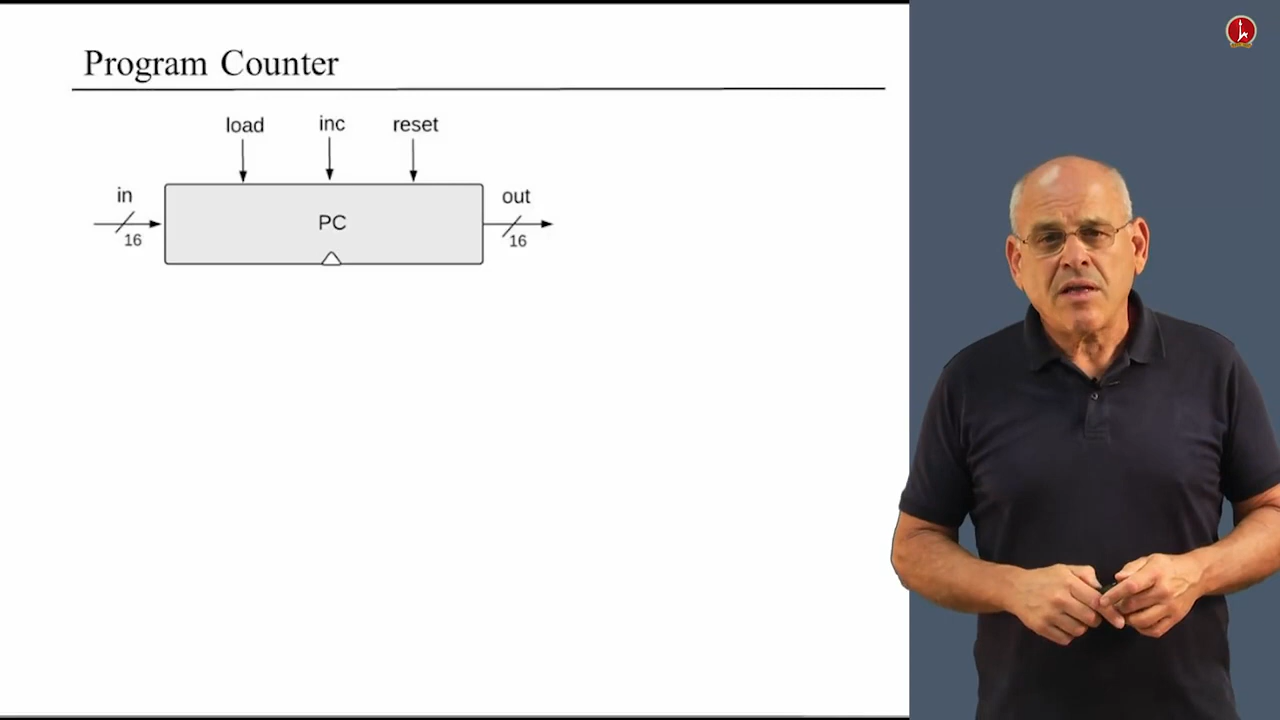 Program Counter
load inc reset
in out
PC
16 16